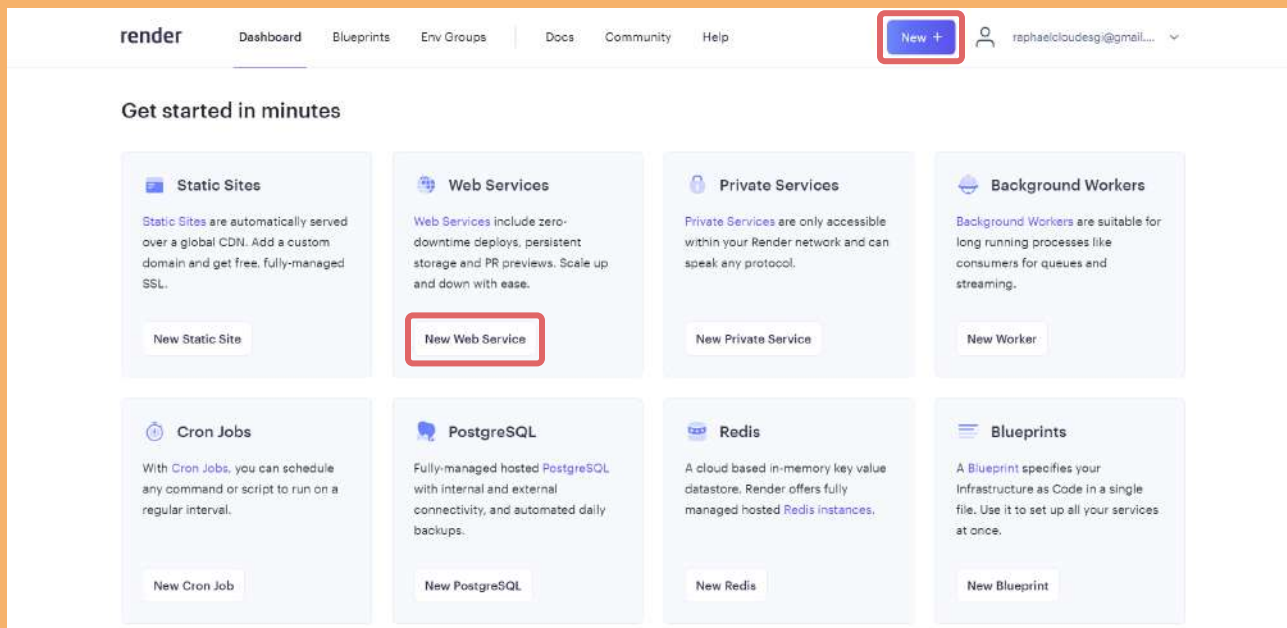 render Dashboard Blueprints Env Groups Docs Community Help New + raphaelcloudesgi@gmail....
Get started in minutes
Static Sites
Static Sites are automatically served
over a global CDN. Add a custom
domain and get free, fully-managed
SSL.
New Static Site
Web Services
Web Services include zero-
downtime deploys, persistent
storage and PR previews. Scale up
and down with ease.
New Web Service
Private Services
Private Services are only accessible
within your Render network and can
speak any protocol.
New Private Service
Background Workers
Background Workers are suitable for
long running processes like
consumers for queues and
streaming.
New Worker
Cron Jobs
With Cron Jobs, you can schedule
any command or script to run on a
regular interval.
New Cron Job
PostgreSQL
Fully-managed hosted PostgreSQL
with internal and external
connectivity, and automated daily
backups.
New PostgreSQL
Redis
A cloud based in-memory key value
datastore. Render offers fully
managed hosted Redis instances.
New Redis
Blueprints
A Blueprint specifies your
Infrastructure as Code in a single
file. Use it to set up all your services
at once.
New Blueprint